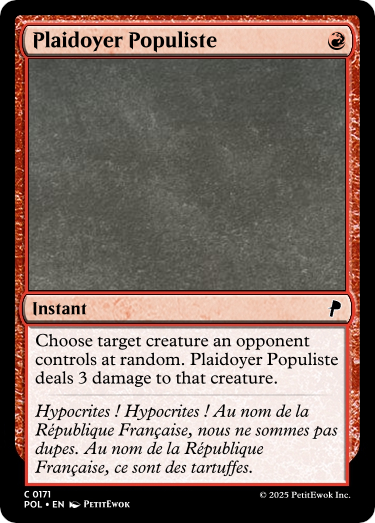 Plaidoyer Populiste
Instant
Choose target creature an opponent
controls at random. Plaidoyer Populiste
deals 3 damage to that creature.
Hypocrites ! Hypocrites ! Au nom de la
République Française, nous ne sommes pas
dupes. Au nom de la République
Française, ce sont des tartuffes.
C 0171
POL • EN PetitEwok
© 2025 PetitEwok Inc.